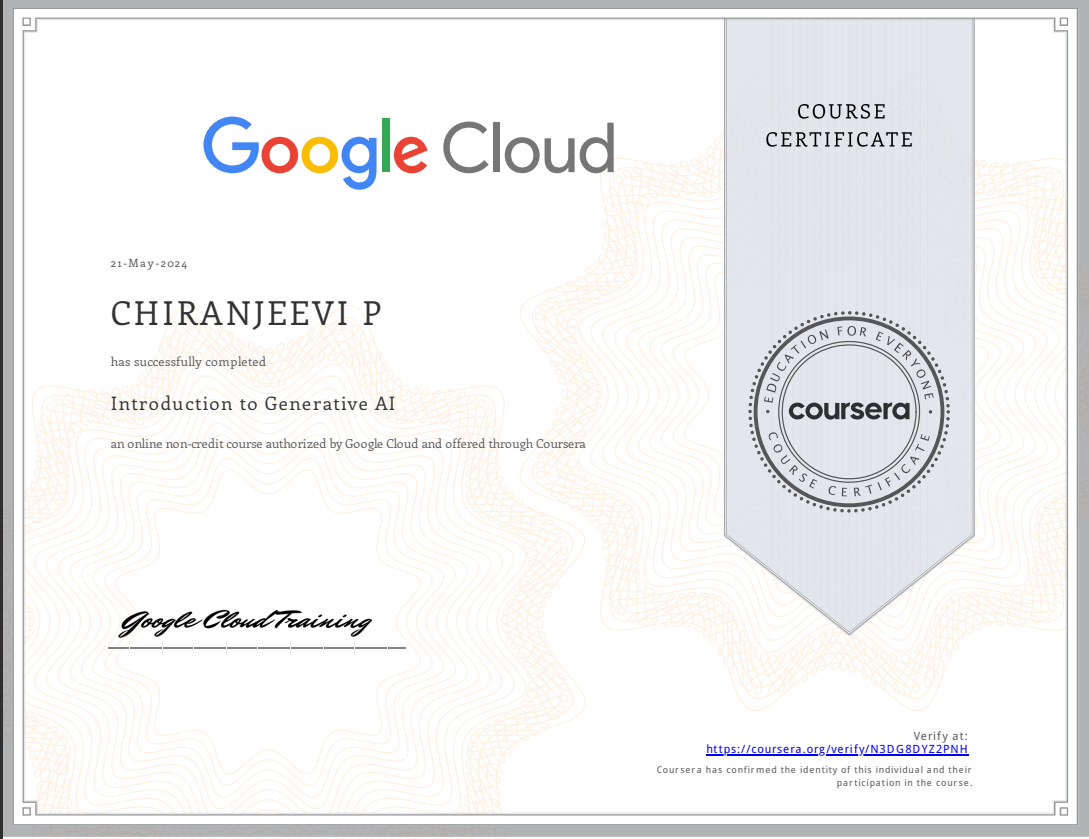 Google Cloud
COURSE
CERTIFICATE
21-May-2024
CHIRANJEEVI P
has successfully completed
Introduction to Generative AI
an online non-credit course authorized by Google Cloud and offered through Coursera
EDUCATION FOR EVERYONE
coursera
COURSE CERTIFICATE
Google Cloud Training
Verify at:
https://coursera.org/verify/N3DG8DYZ2PNH
Coursera has confirmed the identity of this individual and their
participation in the course.